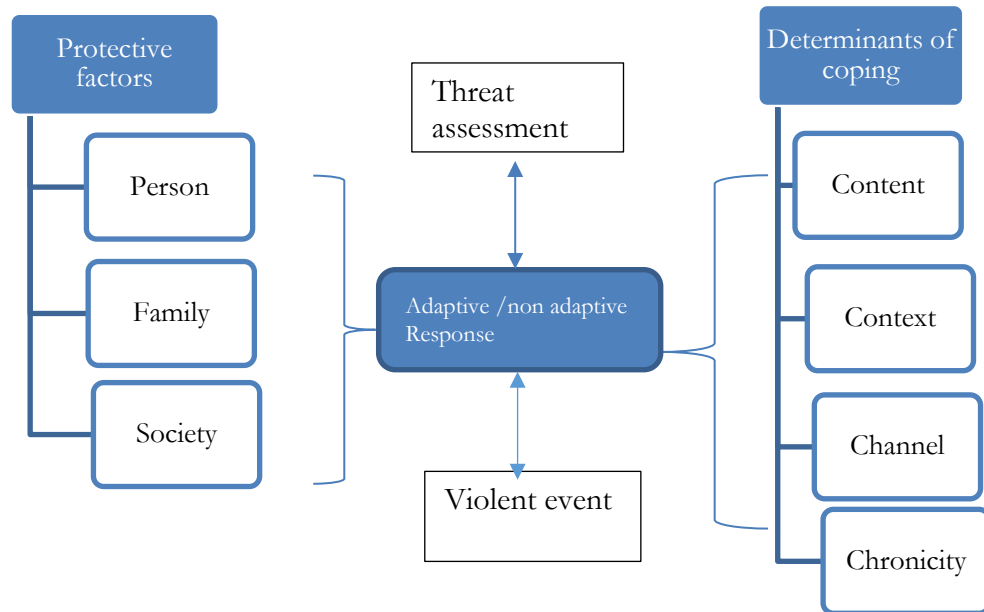 Protective
factors
Person
Family
Society
Threat
assessment
Adaptive /non adaptive
Response
Violent event
Determinants of
coping
Content
Context
Channel
Chronicity